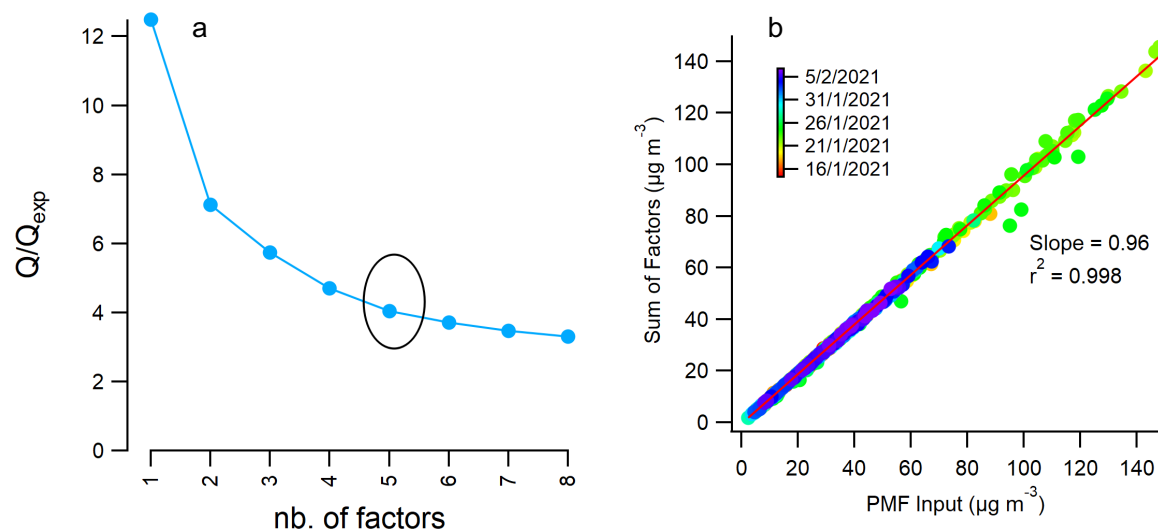 a
Q/Qexp
12
10
8
6
4
2
0
1 2 3 4 5 6 7 8
nb. of factors
b
Sum of Factors (µg m⁻³)
140
120
100
80
60
40
20
0
5/2/2021
31/1/2021
26/1/2021
21/1/2021
16/1/2021
Slope = 0.96
r² = 0.998
0 20 40 60 80 100 120 140
PMF Input (µg m⁻³)